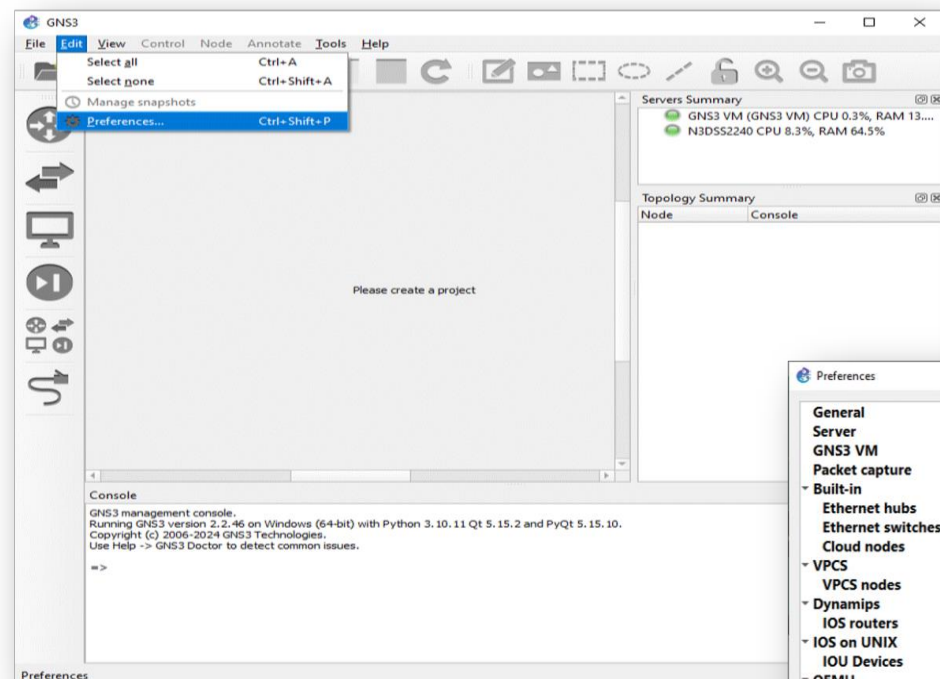 GNS3
File Edit View Control Node Annotate Tools Help
Select all Ctrl+A
Select none Ctrl+Shift+A
Manage snapshots
Preferences... Ctrl+Shift+P
Please create a project
Servers Summary
GNS3 VM (GNS3 VM) CPU 0.3%, RAM 13....
N3DSS2240 CPU 8.3%, RAM 64.5%
Topology Summary
Node Console
Console
GNS3 management console.
Running GNS3 version 2.2.46 on Windows (64-bit) with Python 3.10.11 Qt 5.15.2 and PyQt 5.15.10.
Copyright (c) 2006-2024 GNS3 Technologies.
Use Help -> GNS3 Doctor to detect common issues.
=>
Preferences
Preferences
General
Server
GNS3 VM
Packet capture
Built-in
Ethernet hubs
Ethernet switches
Cloud nodes
VPCS
VPCS nodes
Dynamips
IOS routers
IOS on UNIX
IOU Devices
QEMU